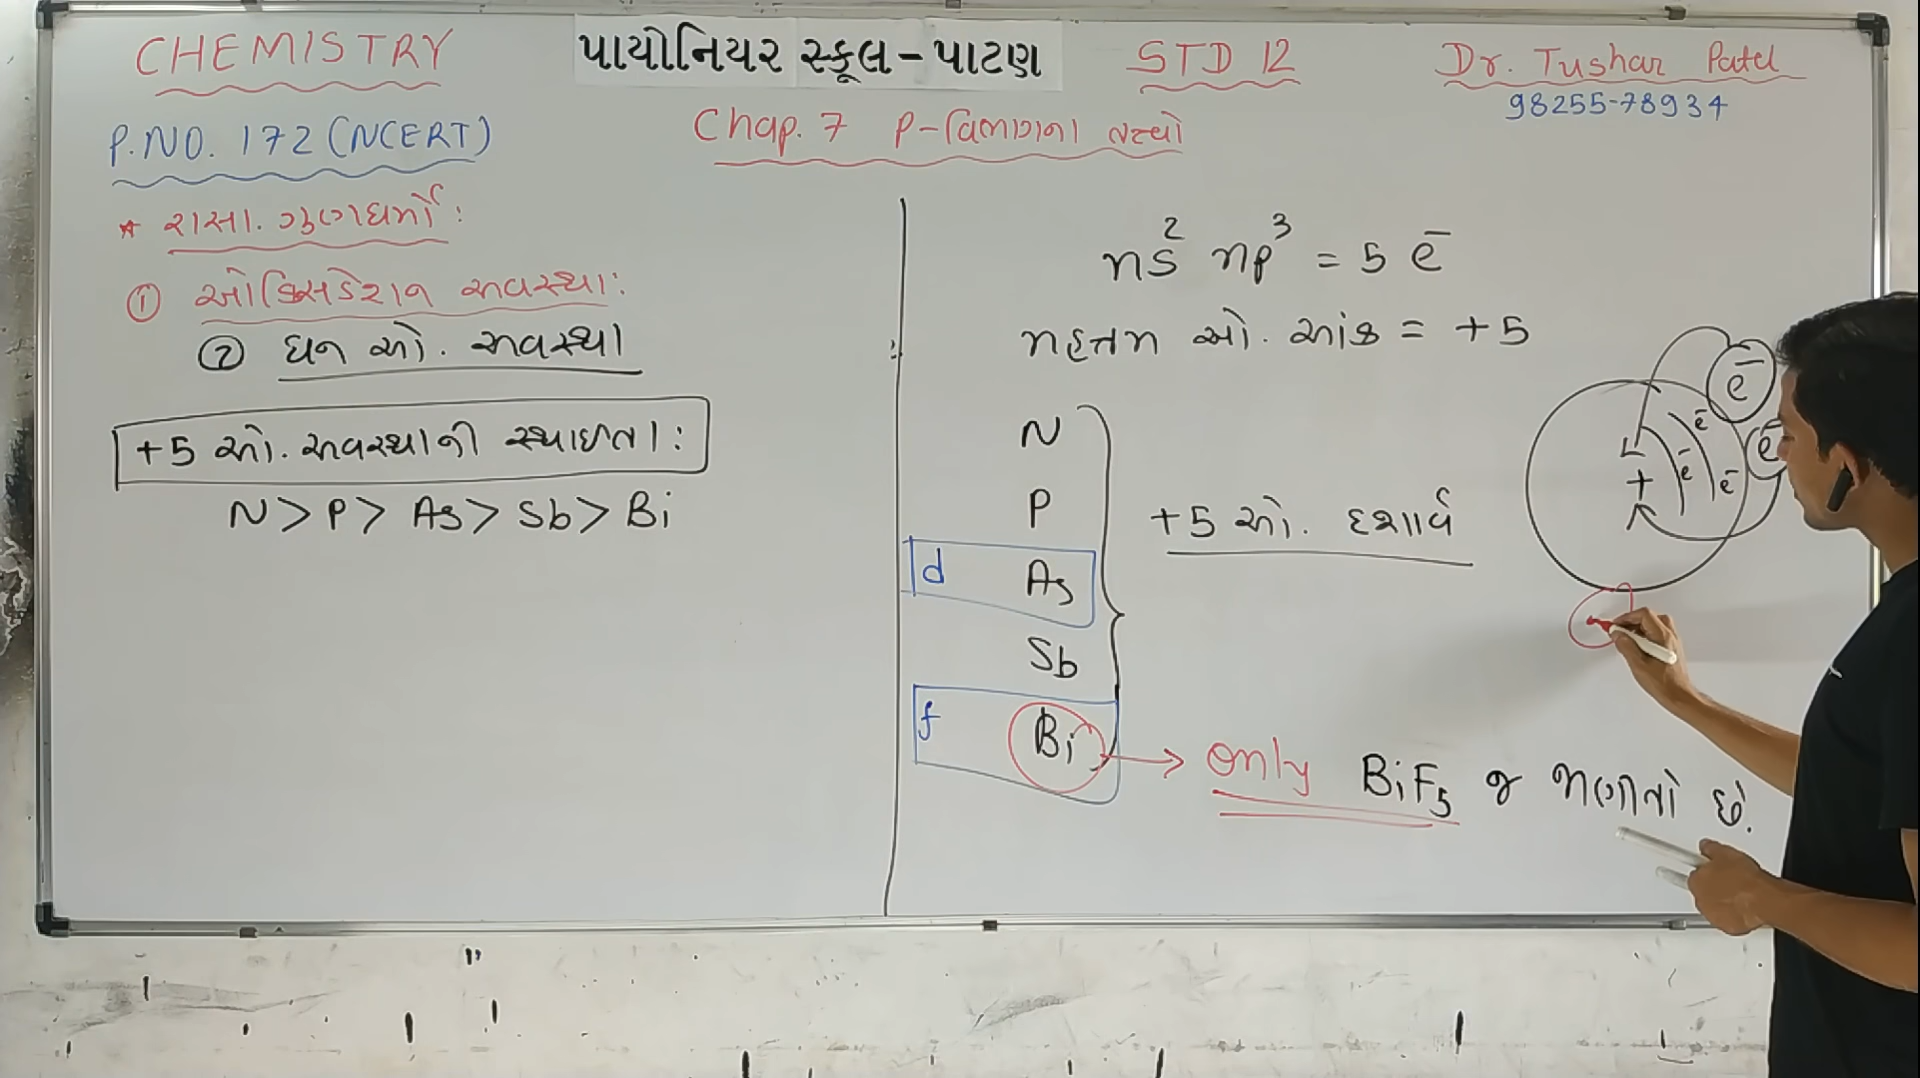 CHEMISTRY
પાયોનિયર સ્કૂલ – પાટણ
STD 12
Dr. Tushar Patel
98255-78934
P.NO. 172 (NCERT)
Chap. 7 P-વિભાગના તત્વો
* રાસા. ગુણધર્મો :
① ઓક્સિડેશન અવસ્થા :
② ધન ઓ. અવસ્થા
+5 ઓ. અવસ્થાની સ્થાઈતા :
N > P > As > Sb > Bi
ns² np³ = 5 e⁻
મહત્તમ ઓ. આંક = +5
N
P
d As
Sb
f Bi
+5 ઓ. દર્શાવે
→ only BiF₅ જ જાણીતો છે.
e⁻
e⁻
e⁻
e⁻
e⁻
+